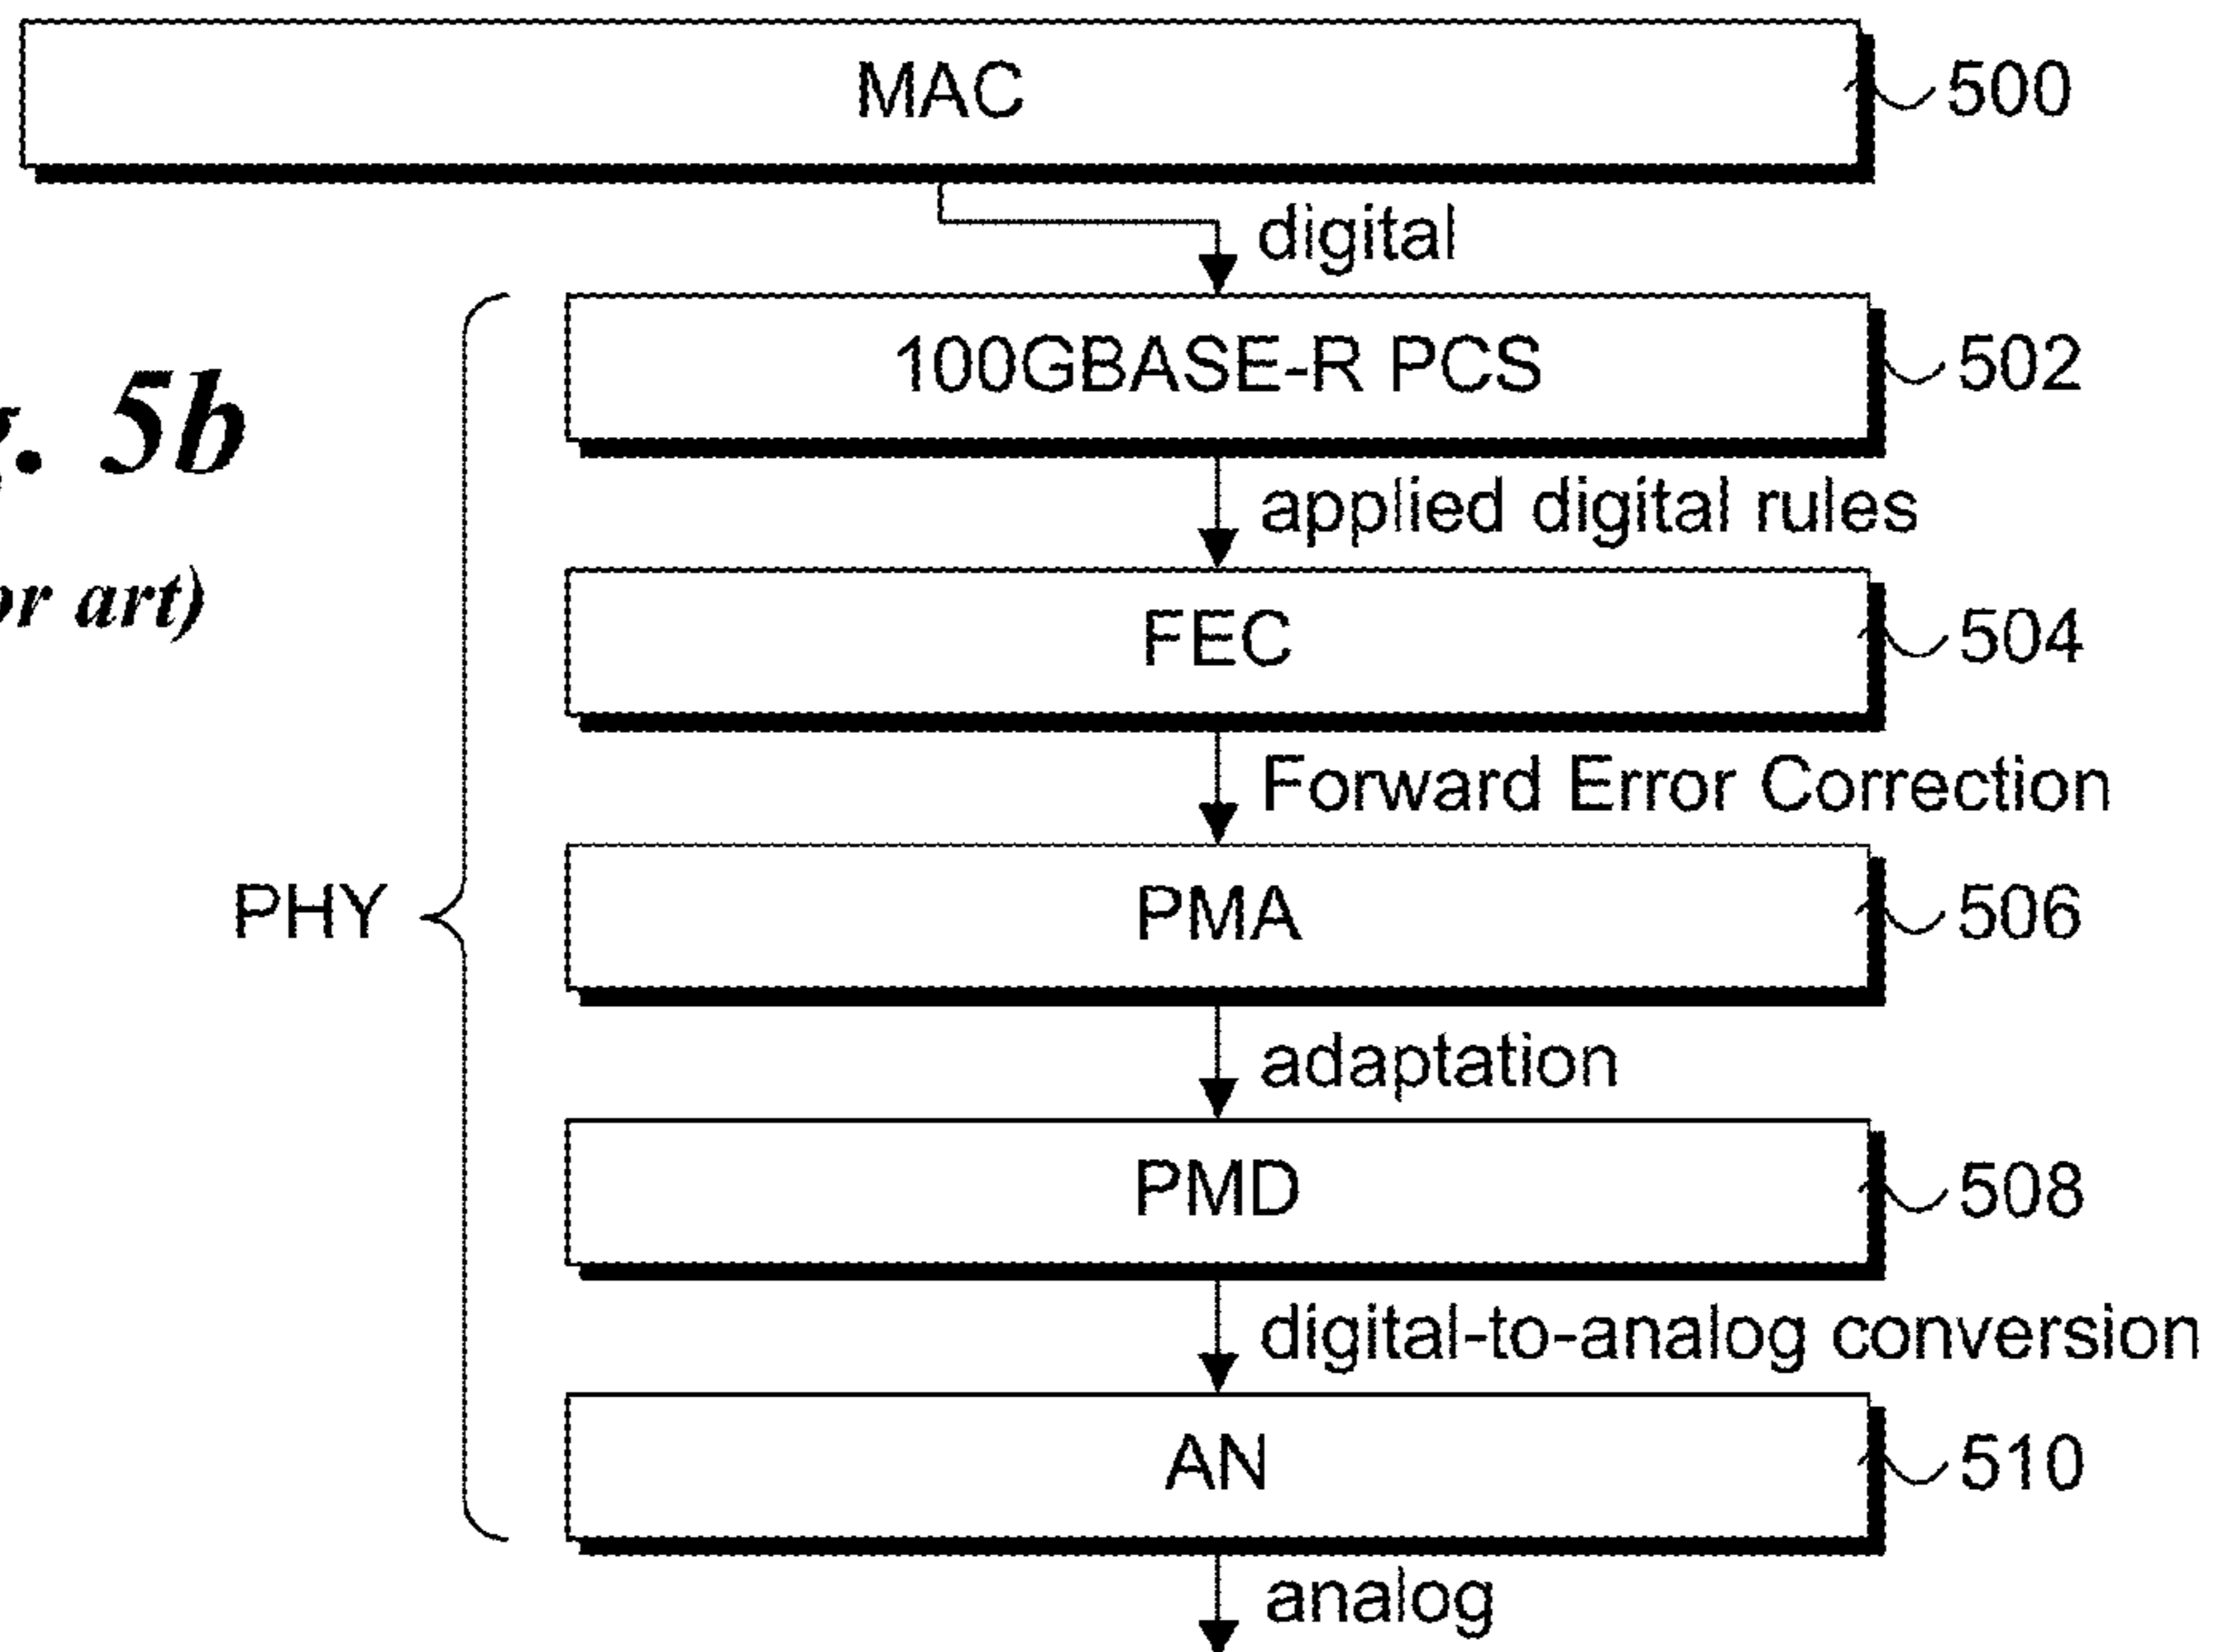 MAC
500
digital
100GBASE-R PCS
502
5b
applied digital rules
art)
FEC
504
Forward Error Correction
PHY
PMA
506
adaptation
PMD
508
digital-to-analog conversion
AN
510
analog